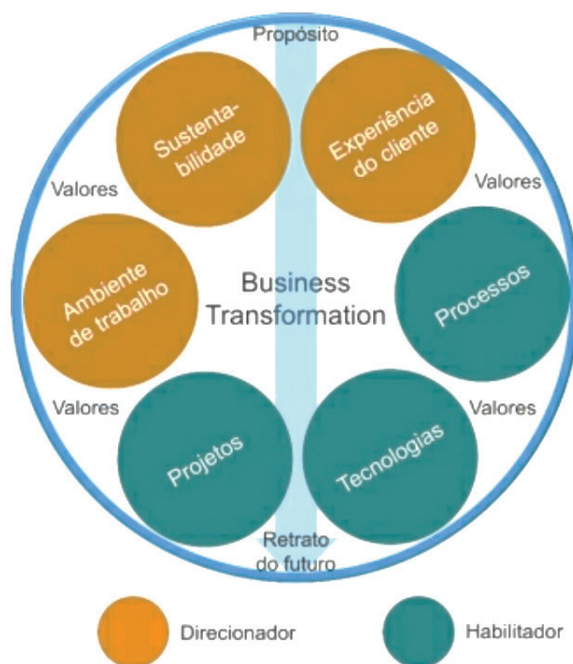 Propósito
Sustenta-
bilidade
Experiência
do cliente
Valores
Valores
Ambiente
de trabalho
Business
Transformation
Processos
Valores
Valores
Projetos
Tecnologias
Retrato
do futuro
Direcionador
Habilitador